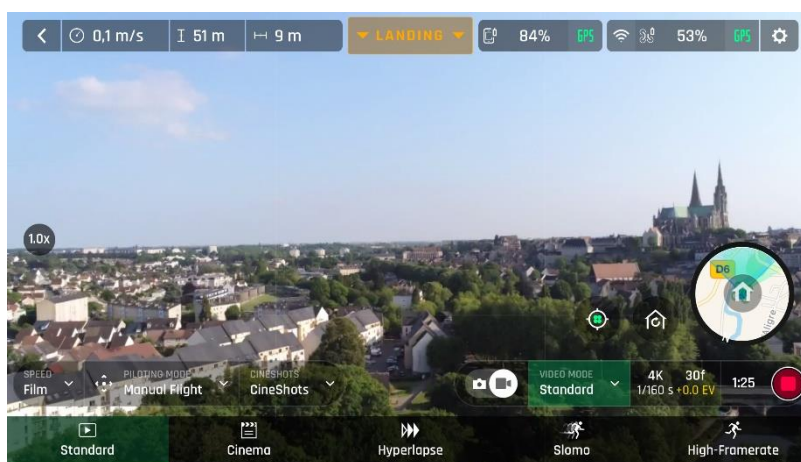 0,1 m/s
51 m
9 m
LANDING
84%
GPS
53%
GPS
1.0x
D6
Aligre
SPEED
Film
PILOTING MODE
Manual Flight
CINESHOTS
CineShots
VIDEO MODE
Standard
4K 30f
1/160 s +0.0 EV
1:25
Standard
Cinema
Hyperlapse
Slomo
High-Framerate